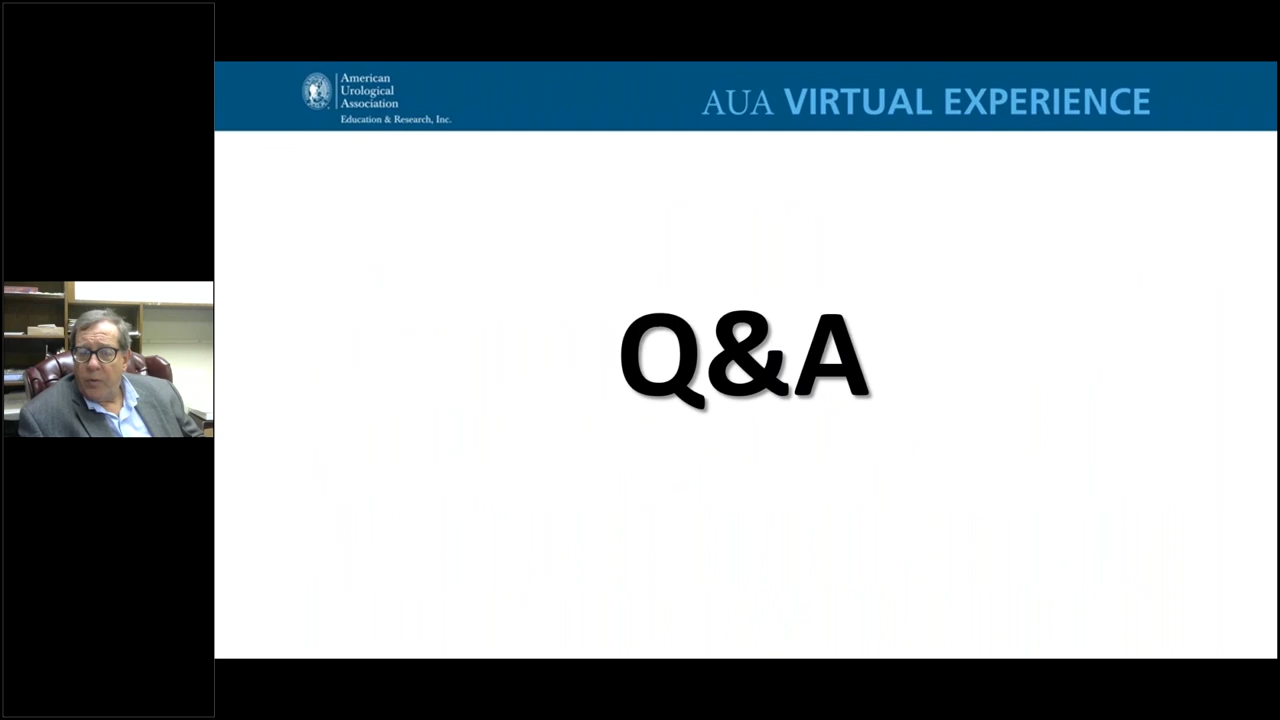 American
Urological
Association
Education & Research, Inc.
AUA VIRTUAL EXPERIENCE
Q&A